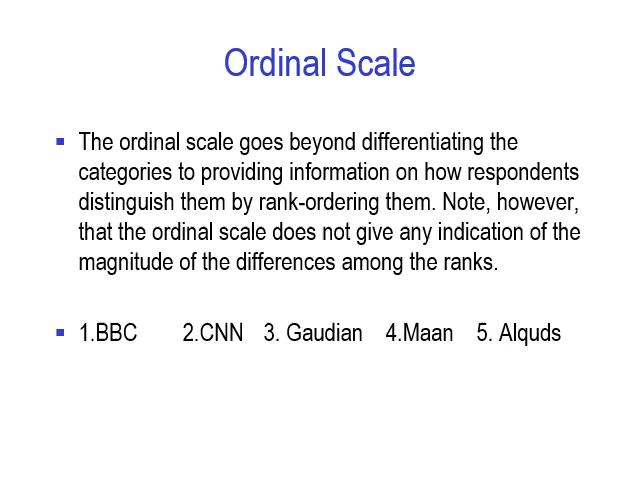 Ordinal Scale
The ordinal scale goes beyond differentiating the
categories to providing information on how respondents
distinguish them by rank-ordering them. Note, however,
that the ordinal scale does not give any indication of the
magnitude of the differences among the ranks.
1.BBC 2.CNN 3. Gaudian 4.Maan 5. Alquds